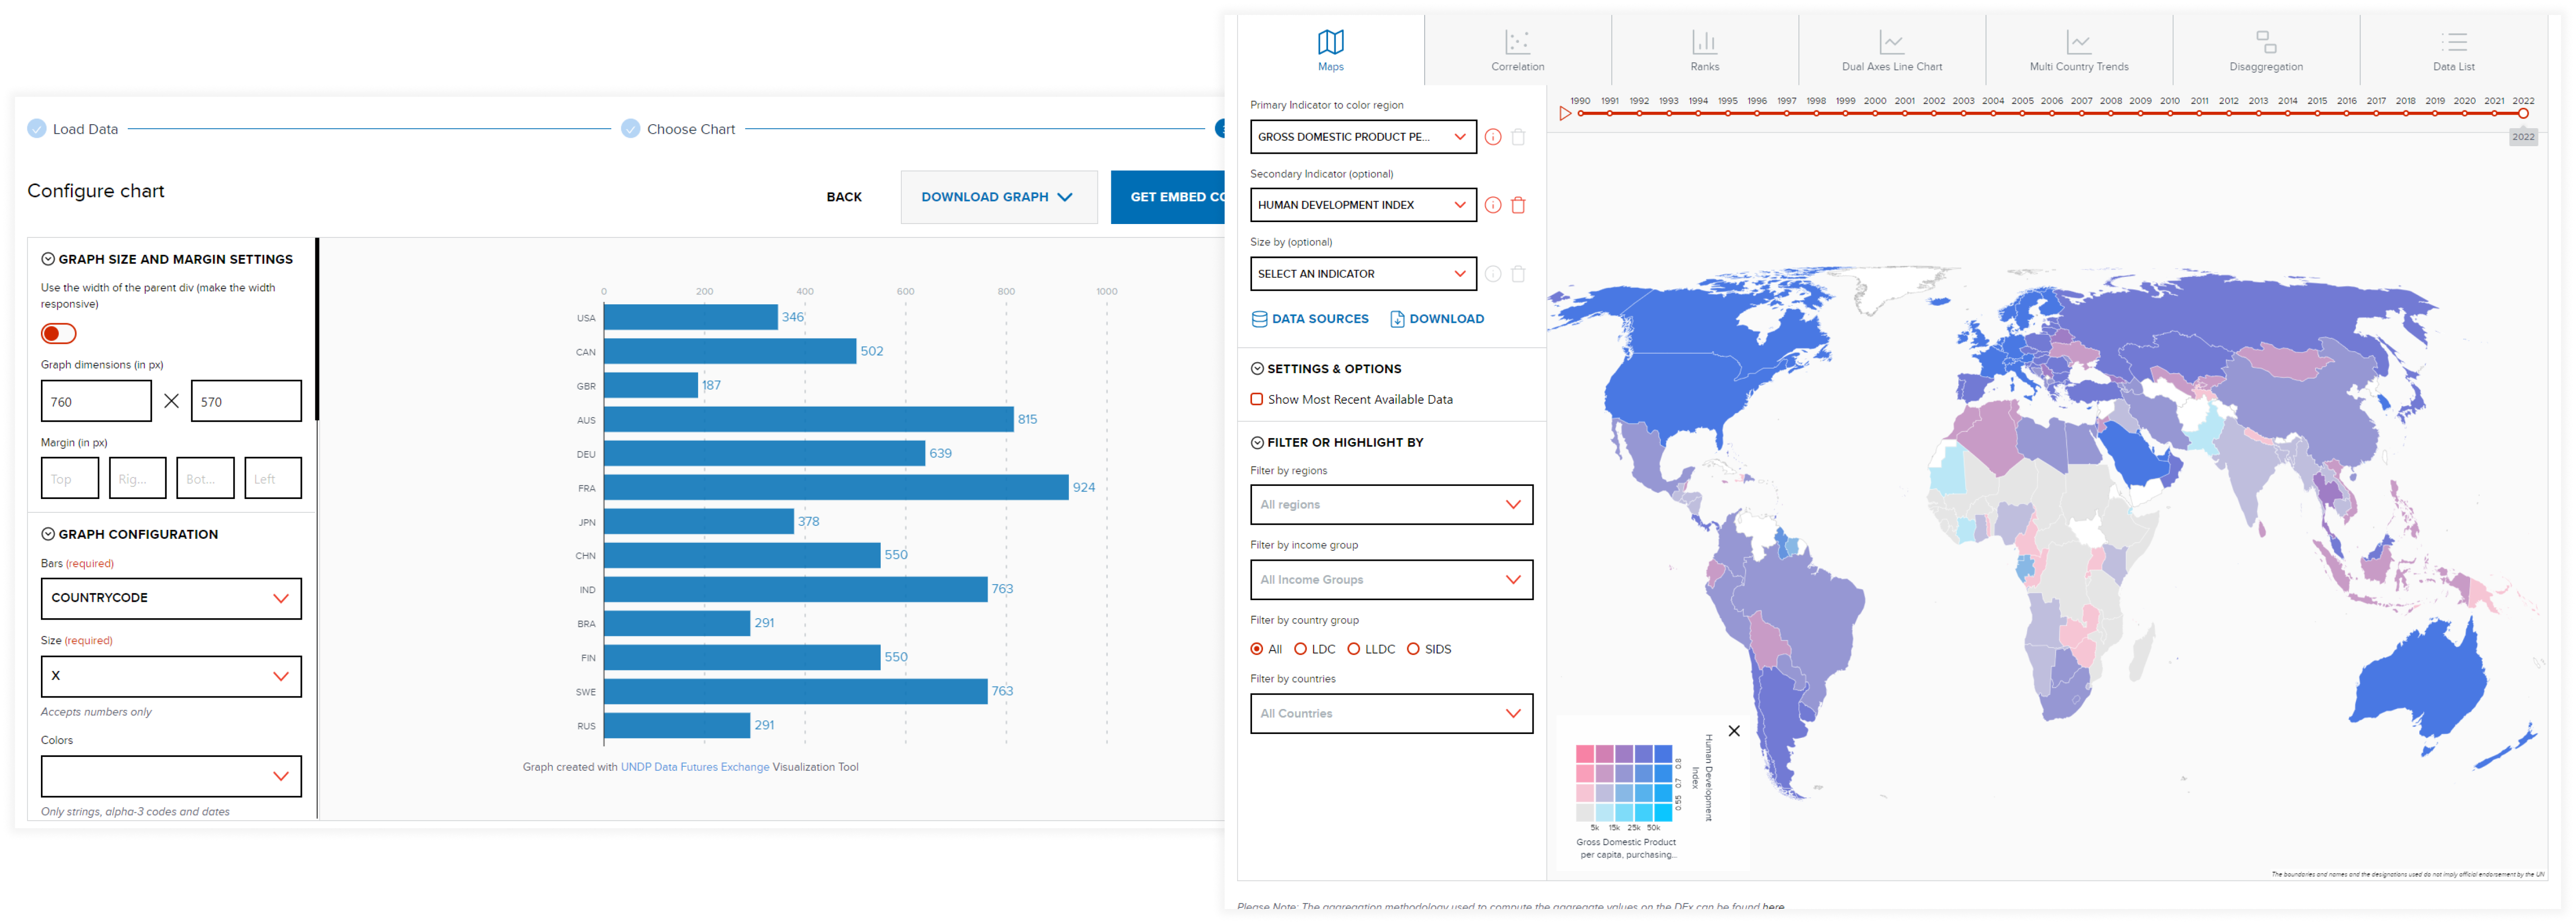 Load Data
Choose Chart
Configure chart
BACK
DOWNLOAD GRAPH
GET EMBED CO
GRAPH SIZE AND MARGIN SETTINGS
Use the width of the parent div (make the width
responsive)
Graph dimensions (in px)
760
570
Margin (in px)
Top
Rig...
Bot...
Left
GRAPH CONFIGURATION
Bars (required)
COUNTRYCODE
Size (required)
X
Accepts numbers only
Colors
Only strings, alpha-3 codes and dates
0 200 400 600 800 1000
USA 346
CAN 502
GBR 187
AUS 815
DEU 639
FRA 924
JPN 378
CHN 550
IND 763
BRA 291
FIN 550
SWE 763
RUS 291
Graph created with UNDP Data Futures Exchange Visualization Tool
Maps
Correlation
Ranks
Dual Axes Line Chart
Multi Country Trends
Disaggregation
Data List
Primary Indicator to color region
GROSS DOMESTIC PRODUCT PE...
Secondary Indicator (optional)
HUMAN DEVELOPMENT INDEX
Size by (optional)
SELECT AN INDICATOR
DATA SOURCES
DOWNLOAD
SETTINGS & OPTIONS
Show Most Recent Available Data
FILTER OR HIGHLIGHT BY
Filter by regions
All regions
Filter by income group
All Income Groups
Filter by country group
All LDC LLDC SIDS
Filter by countries
All Countries
1990 1991 1992 1993 1994 1995 1996 1997 1998 1999 2000 2001 2002 2003 2004 2005 2006 2007 2008 2009 2010 2011 2012 2013 2014 2015 2016 2017 2018 2019 2020 2021 2022
2022
Human Development
Index
0.8
0.7
0.55
5k 15k 25k 50k
Gross Domestic Product
per capita, purchasing...
The boundaries and names and the designations used do not imply official endorsement by the UN
Please Note: The aggregation methodology used to compute the aggregate values on the DFx can be found here